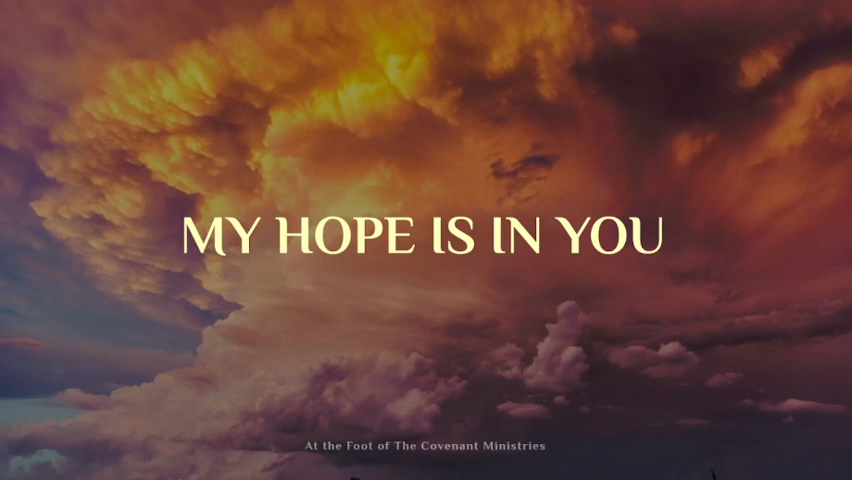 MY HOPE IS IN YOU
At the Foot of The Covenant Ministries